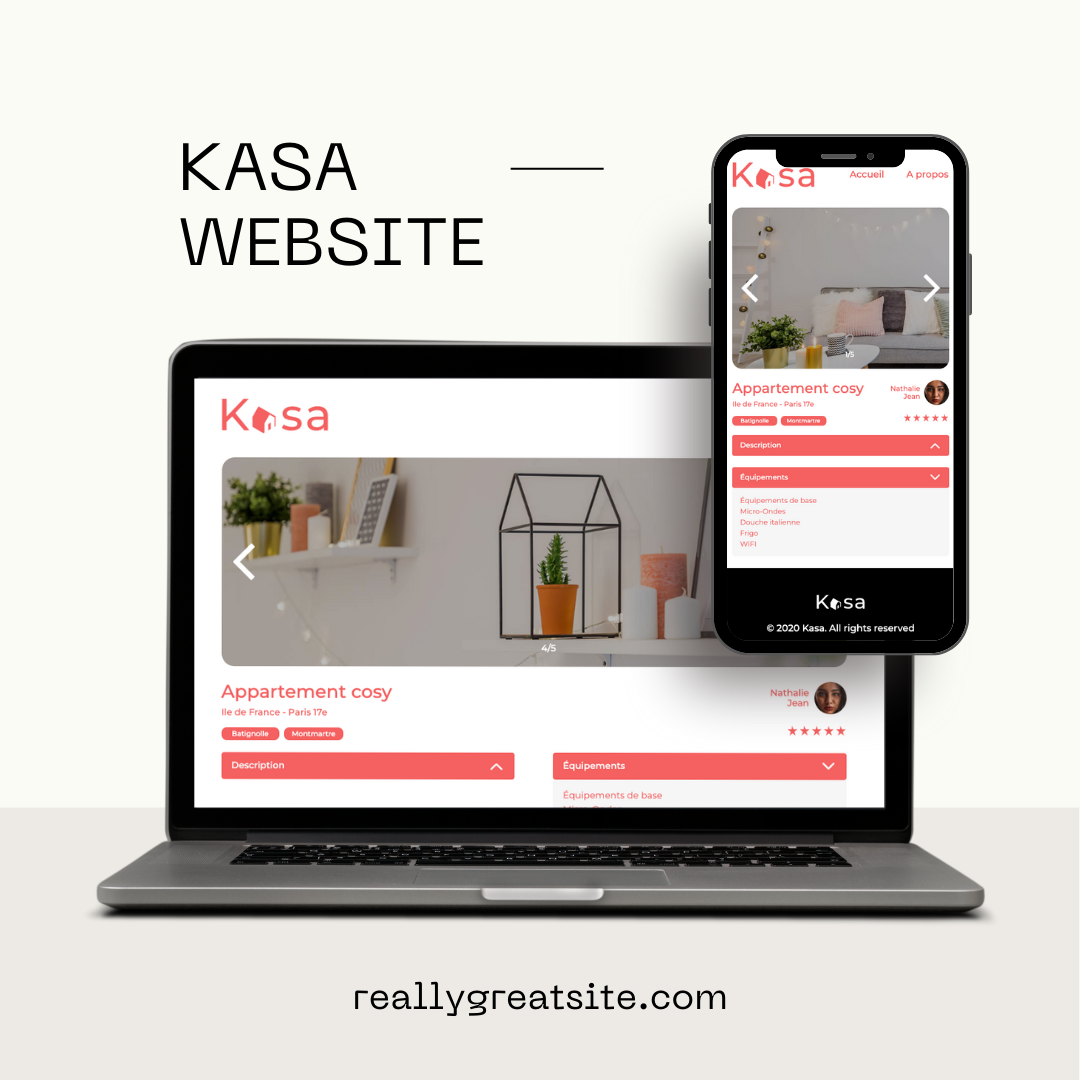 KASA
WEBSITE
Kasa
Accueil A propos
1/5
Appartement cosy
Nathalie
Jean
Ile de France - Paris 17e
Batignolle Montmartre
Description
Équipements
Équipements de base
Micro-Ondes
Douche italienne
Frigo
WIFI
Kasa
© 2020 Kasa. All rights reserved
Kasa
4/5
Appartement cosy
Nathalie
Jean
Ile de France - Paris 17e
Batignolle Montmartre
Description
Équipements
Équipements de base
reallygreatsite.com